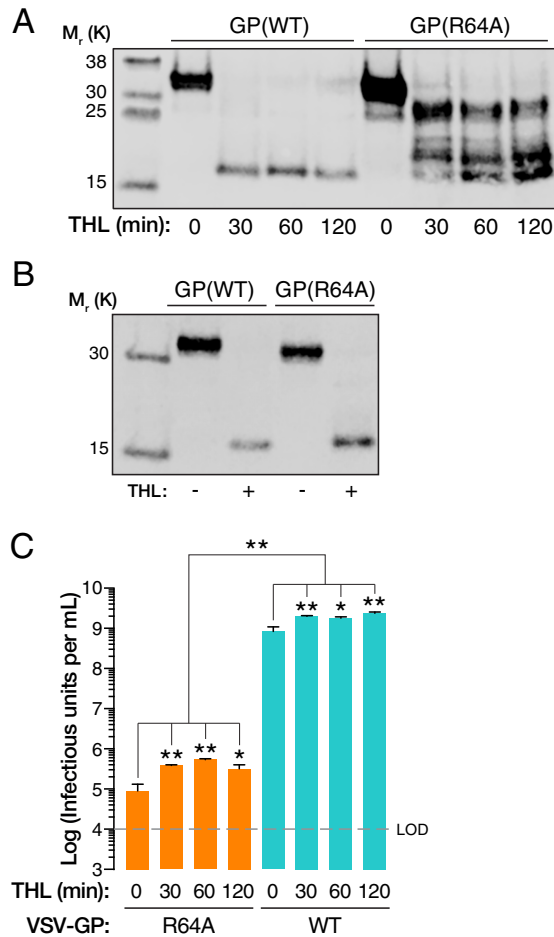 A
Mr (K)
GP(WT) GP(R64A)
38
30
25
15
THL (min): 0 30 60 120 0 30 60 120
B
Mr (K)
GP(WT) GP(R64A)
30
15
THL: - + - +
C
**
Log (Infectious units per mL)
10
9
8
7
6
5
4
3
** * **
** ** *
LOD
THL (min): 0 30 60 120 0 30 60 120
VSV-GP: R64A WT